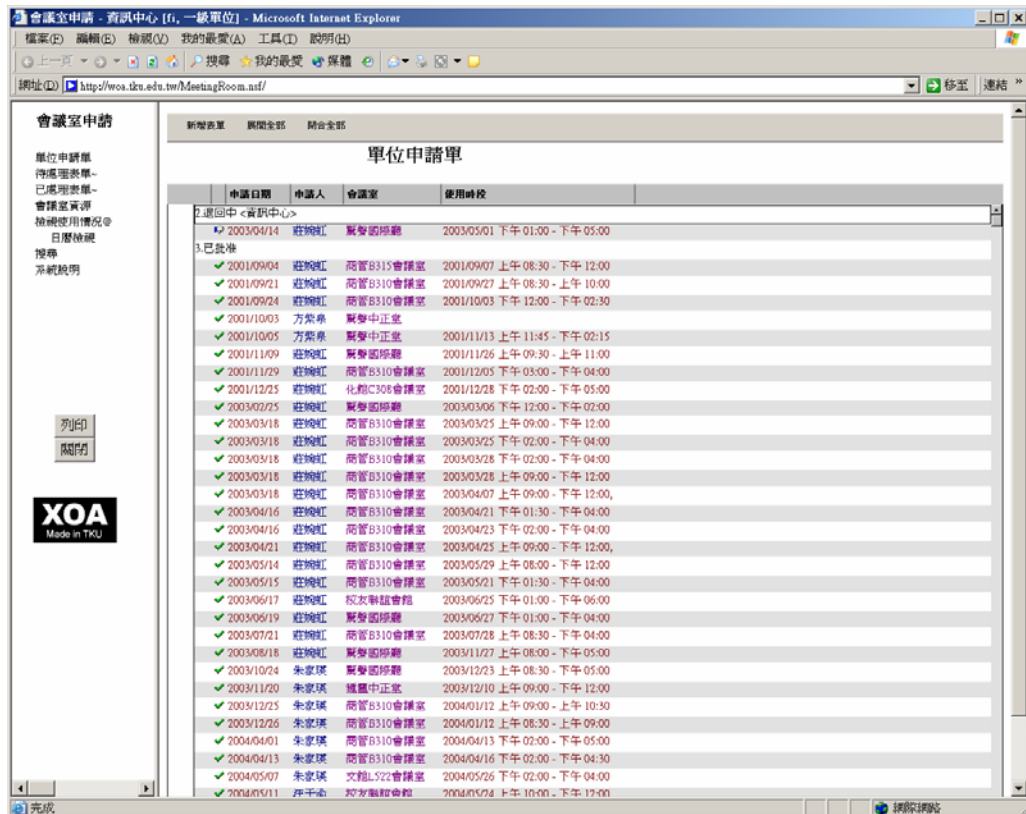 會議室申請 - 資訊中心 [fi, 一級單位] - Microsoft Internet Explorer
檔案(F) 編輯(E) 檢視(V) 我的最愛(A) 工具(T) 說明(H)
上一頁 搜尋 我的最愛 媒體
網址(D) http://woa.tku.edu.tw/MeetingRoom.nsf/ 移至 連結 »
會議室申請
單位申請單
待處理表單~
已處理表單~
會議室資源
檢視使用情況@
日曆檢視
搜尋
系統說明
列印
關閉
XOA
Made in TKU
新增表單 展開全部 閉合全部
單位申請單
申請日期 申請人 會議室 使用時段
2.退回中 <資訊中心>
2003/04/14 莊婉虹 驚聲國際廳 2003/05/01 下午 01:00 - 下午 05:00
3.已批准
2001/09/04 莊婉虹 商管B315會議室 2001/09/07 上午 08:30 - 下午 12:00
2001/09/21 莊婉虹 商管B310會議室 2001/09/27 上午 08:30 - 上午 10:00
2001/09/24 莊婉虹 商管B310會議室 2001/10/03 下午 12:00 - 下午 02:30
2001/10/03 方紫泉 驚聲中正堂
2001/10/05 方紫泉 驚聲中正堂 2001/11/13 上午 11:45 - 下午 02:15
2001/11/09 莊婉虹 驚聲國際廳 2001/11/26 上午 09:30 - 上午 11:00
2001/11/29 莊婉虹 商管B310會議室 2001/12/05 下午 03:00 - 下午 04:00
2001/12/25 莊婉虹 化館C308會議室 2001/12/28 下午 02:00 - 下午 05:00
2003/02/25 莊婉虹 驚聲國際廳 2003/03/06 下午 12:00 - 下午 02:00
2003/03/18 莊婉虹 商管B310會議室 2003/03/25 上午 09:00 - 下午 12:00
2003/03/18 莊婉虹 商管B310會議室 2003/03/25 下午 02:00 - 下午 04:00
2003/03/18 莊婉虹 商管B310會議室 2003/03/28 下午 02:00 - 下午 04:00
2003/03/18 莊婉虹 商管B310會議室 2003/03/28 上午 09:00 - 下午 12:00
2003/03/18 莊婉虹 商管B310會議室 2003/04/07 上午 09:00 - 下午 12:00,
2003/04/16 莊婉虹 商管B310會議室 2003/04/21 下午 01:30 - 下午 04:00
2003/04/16 莊婉虹 商管B310會議室 2003/04/23 下午 02:00 - 下午 04:00
2003/04/21 莊婉虹 商管B310會議室 2003/04/25 上午 09:00 - 下午 12:00,
2003/05/14 莊婉虹 商管B310會議室 2003/05/29 上午 08:00 - 下午 12:00
2003/05/15 莊婉虹 商管B310會議室 2003/05/21 下午 01:30 - 下午 04:00
2003/06/17 莊婉虹 校友聯誼會館 2003/06/25 下午 01:00 - 下午 06:00
2003/06/19 莊婉虹 驚聲國際廳 2003/06/27 下午 01:00 - 下午 04:00
2003/07/21 莊婉虹 商管B310會議室 2003/07/28 上午 08:30 - 下午 04:00
2003/08/18 莊婉虹 驚聲國際廳 2003/11/27 上午 08:00 - 下午 05:00
2003/10/24 朱家瑛 驚聲國際廳 2003/12/23 上午 08:30 - 下午 05:00
2003/11/20 朱家瑛 鍾靈中正堂 2003/12/10 上午 09:00 - 下午 12:00
2003/12/25 朱家瑛 商管B310會議室 2004/01/12 上午 09:00 - 上午 10:30
2003/12/26 朱家瑛 商管B310會議室 2004/01/12 上午 08:30 - 上午 09:00
2004/04/01 朱家瑛 商管B310會議室 2004/04/13 下午 02:00 - 下午 05:00
2004/04/13 朱家瑛 商管B310會議室 2004/04/16 下午 02:00 - 下午 04:30
2004/05/07 朱家瑛 文館L522會議室 2004/05/26 下午 02:00 - 下午 04:00
2004/05/11 校友聯誼會館 2004/05/24 上午 10:00 - 下午 12:00
完成 網際網路